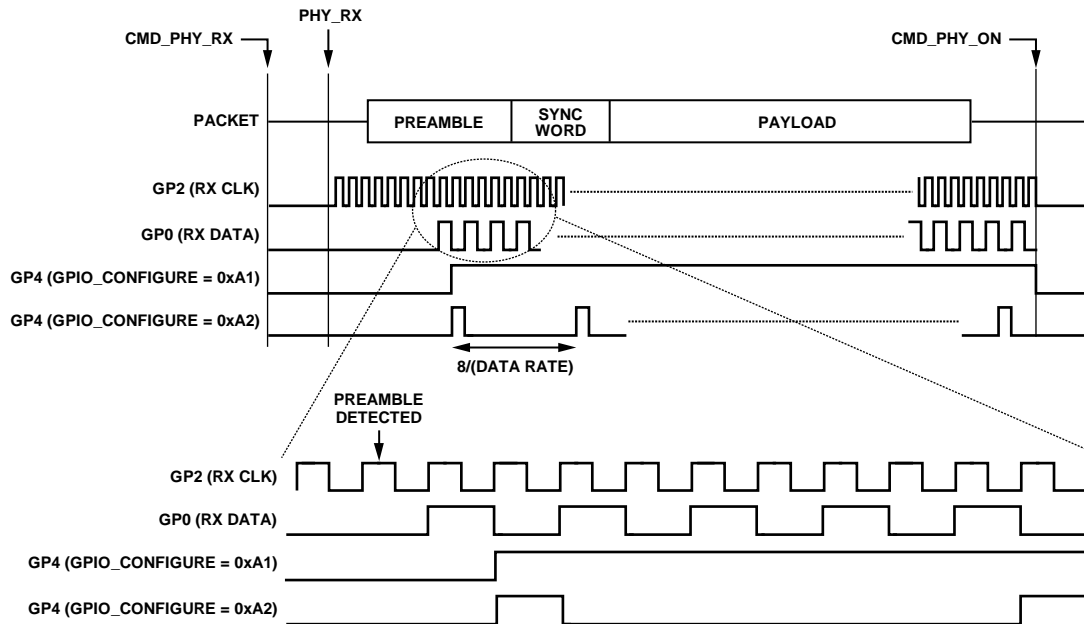 PHY_RX
CMD_PHY_RX
CMD_PHY_ON
PACKET
PREAMBLE
SYNC
WORD
PAYLOAD
GP2 (RX CLK)
GP0 (RX DATA)
GP4 (GPIO_CONFIGURE = 0xA1)
GP4 (GPIO_CONFIGURE = 0xA2)
8/(DATA RATE)
PREAMBLE
DETECTED
GP2 (RX CLK)
GP0 (RX DATA)
GP4 (GPIO_CONFIGURE = 0xA1)
GP4 (GPIO_CONFIGURE = 0xA2)